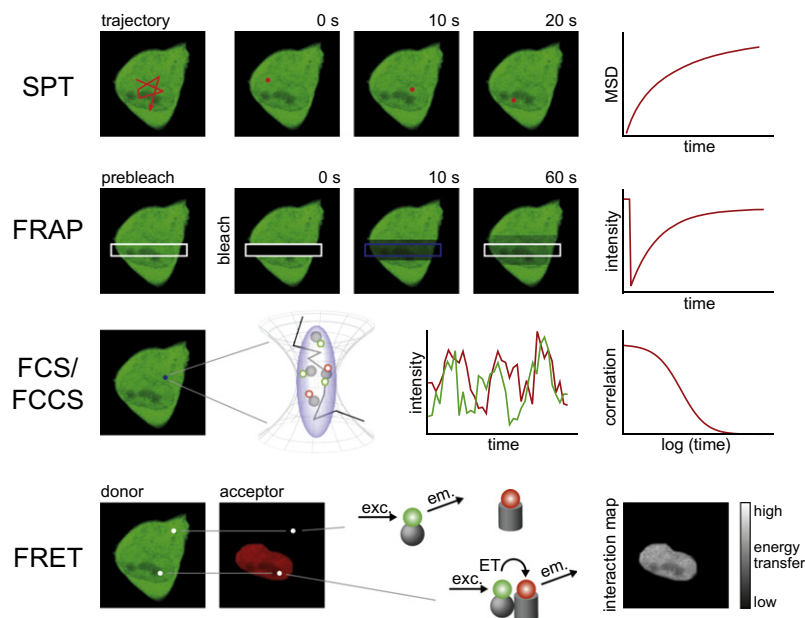 SPT
trajectory
0 s
10 s
20 s
MSD
time
FRAP
prebleach
bleach
0 s
10 s
60 s
intensity
time
FCS/
FCCS
intensity
time
correlation
log (time)
FRET
donor
acceptor
exc.
em.
exc.
ET
em.
interaction map
high
energy
transfer
low